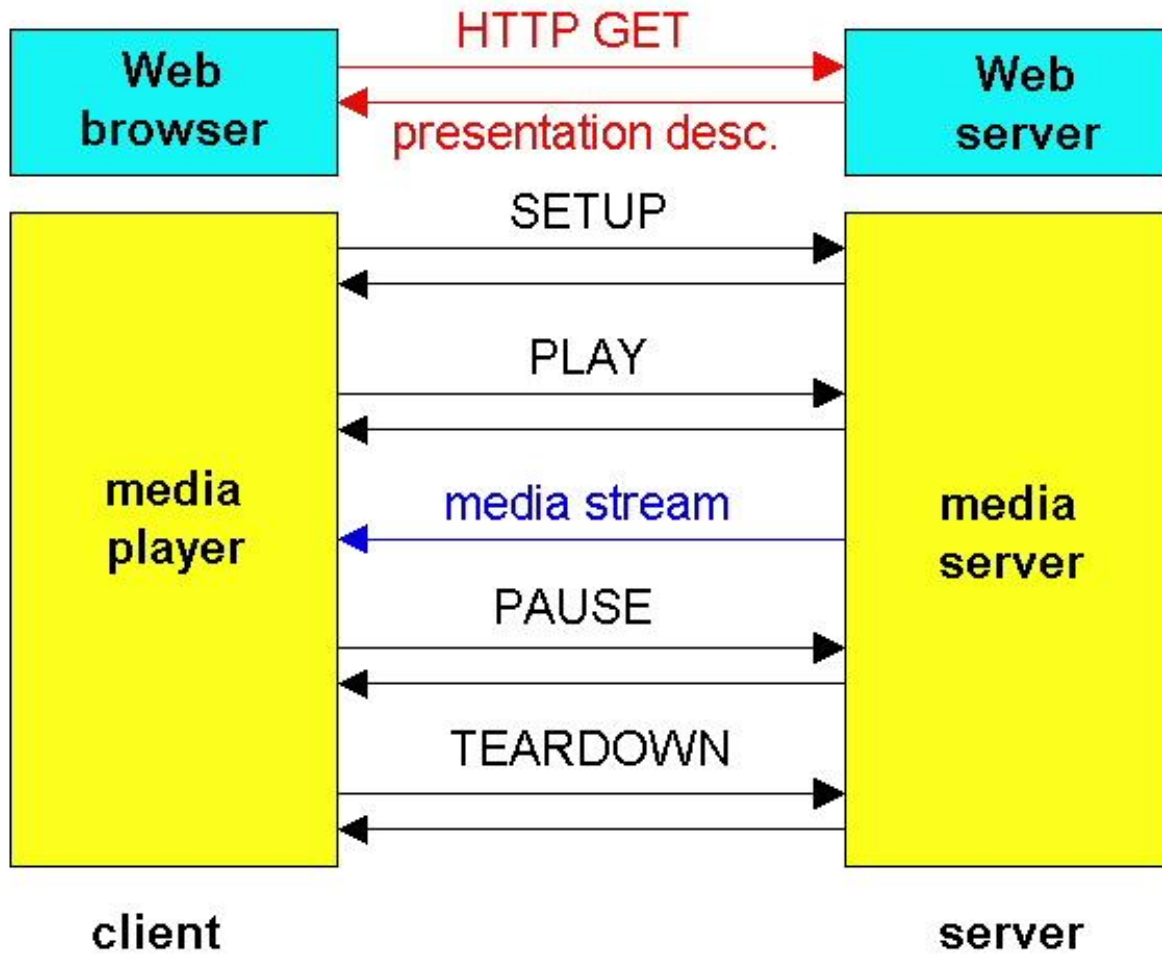 HTTP GET
Web
browser
Web
server
presentation desc.
SETUP
PLAY
media
player
media stream
media
server
PAUSE
TEARDOWN
client
server